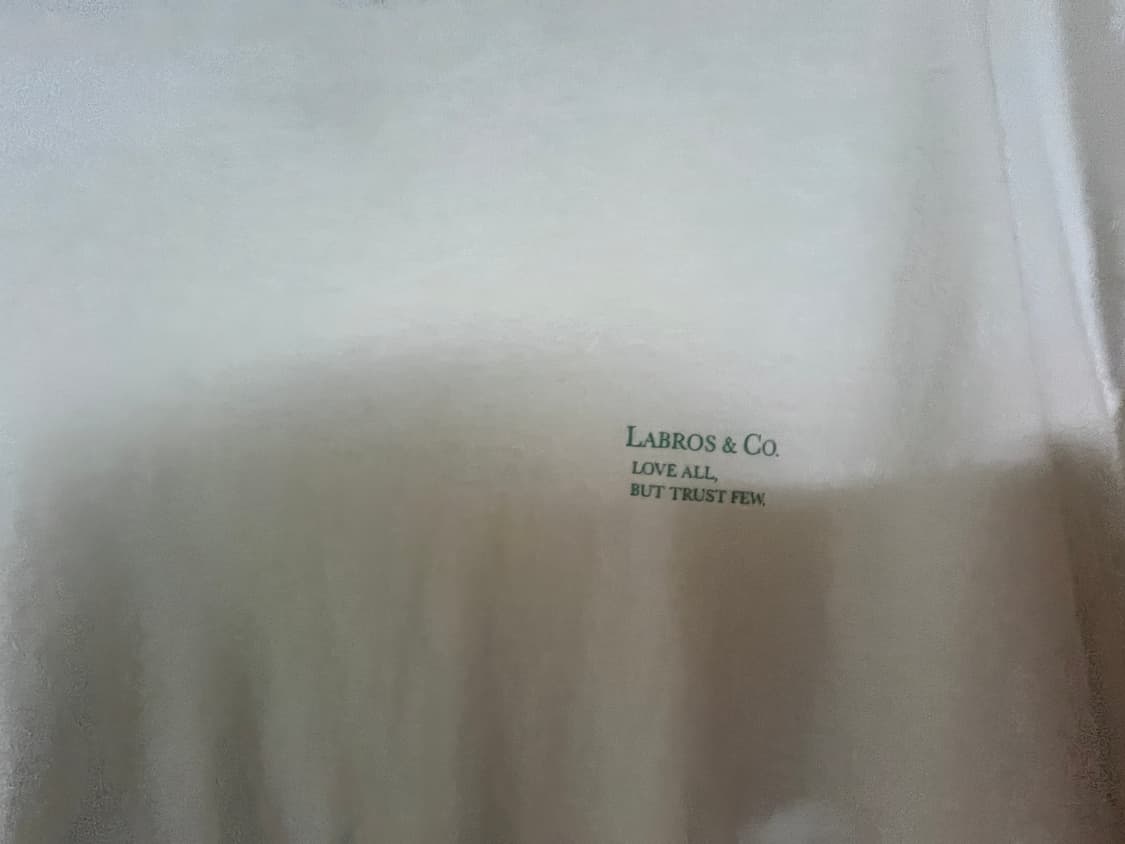 LABROS & CO.
LOVE ALL,
BUT TRUST FEW.